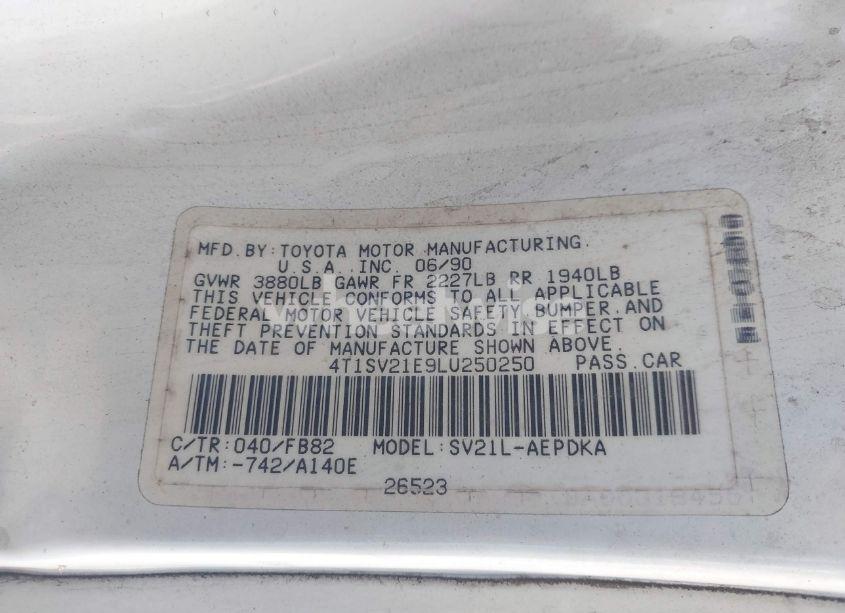 MFD. BY: TOYOTA MOTOR MANUFACTURING.
U.S.A. INC. 06/90
GVWR 3880LB GAWR FR 2227LB RR 1940LB
THIS VEHICLE CONFORMS TO ALL APPLICABLE
FEDERAL MOTOR VEHICLE SAFETY, BUMPER, AND
THEFT PREVENTION STANDARDS IN EFFECT ON
THE DATE OF MANUFACTURE SHOWN ABOVE.
4T1SV21E9LU250250 PASS. CAR
C/TR: 040/FB82 MODEL: SV21L-AEPDKA
A/TM: -742/A140E
26523